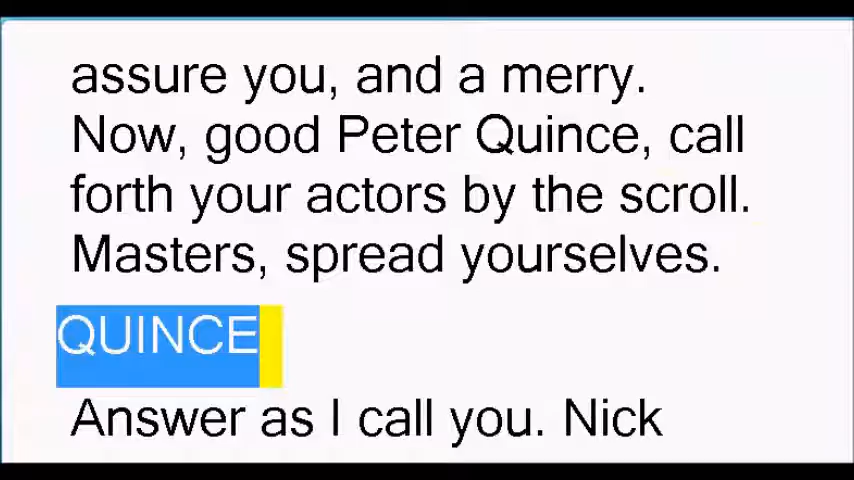 assure you, and a merry.
Now, good Peter Quince, call
forth your actors by the scroll.
Masters, spread yourselves.
QUINCE
Answer as I call you. Nick